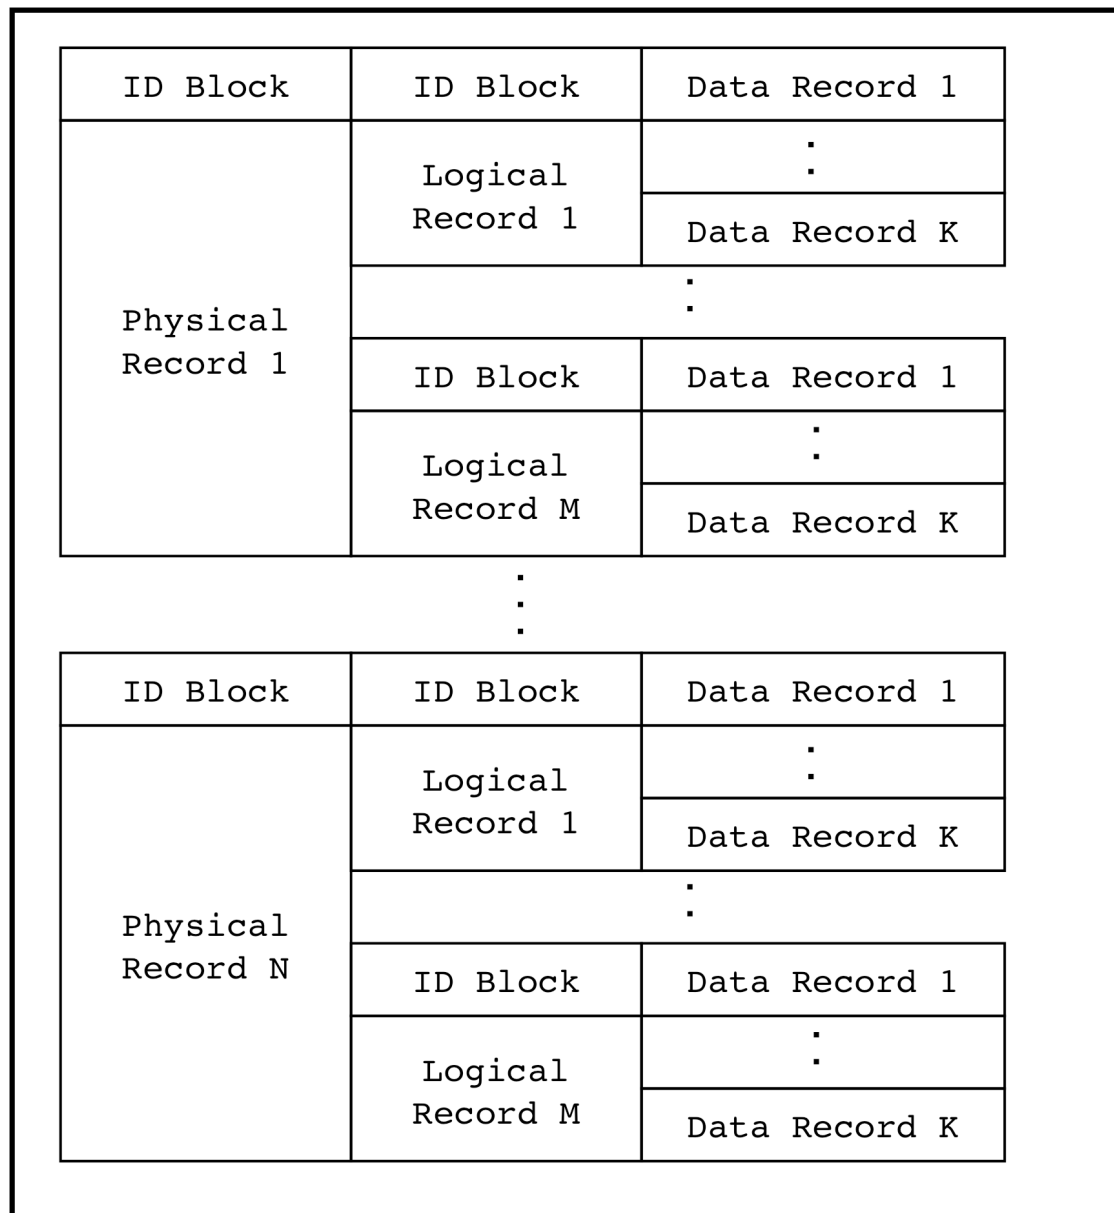 ID Block ID Block Data Record 1
:
Logical
Record 1
Data Record K
:
Physical
Record 1
ID Block Data Record 1
:
Logical
Record M
Data Record K
⋮
ID Block ID Block Data Record 1
:
Logical
Record 1
Data Record K
:
Physical
Record N
ID Block Data Record 1
:
Logical
Record M
Data Record K